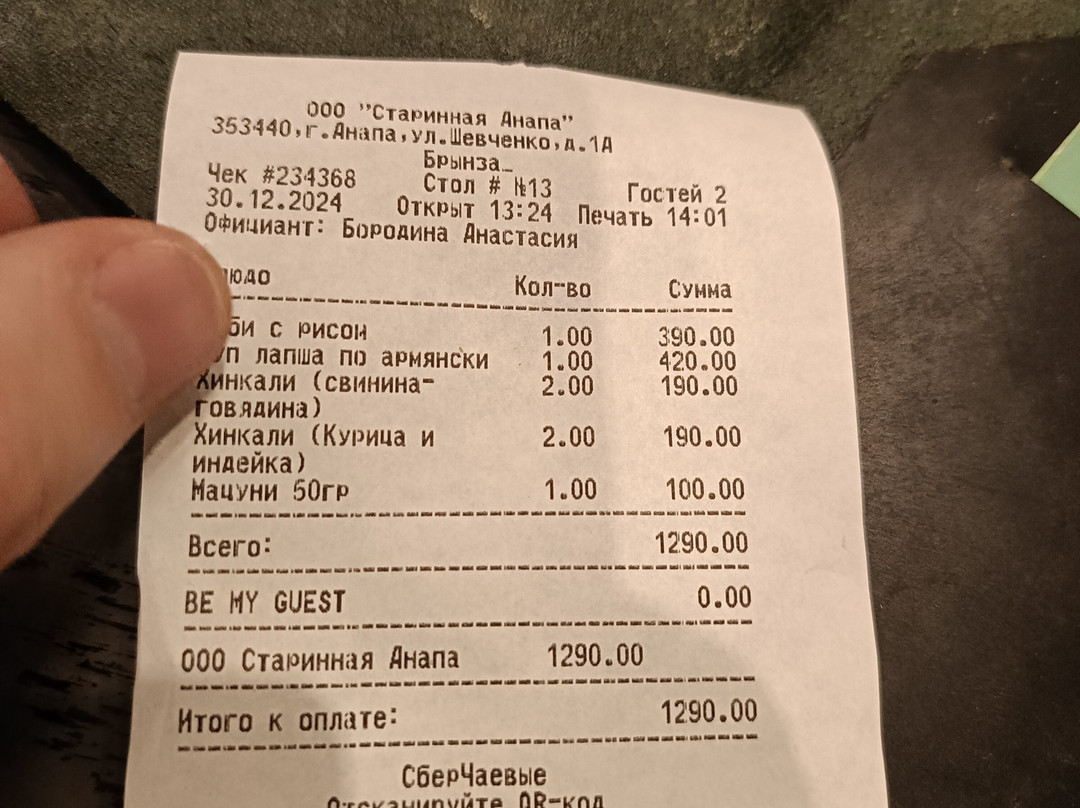 ООО "Старинная Анапа"
353440,г.Анапа,ул.Шевченко,д.1А
Брынза_
Чек #234368 Стол # №13 Гостей 2
30.12.2024 Открыт 13:24 Печать 14:01
Официант: Бородина Анастасия
Кол-во Сумма
с рисом 1.00 390.00
лапша по армянски 1.00 420.00
Хинкали (свинина- 2.00 190.00
говядина)
Хинкали (Курица и 2.00 190.00
индейка)
Мацуни 50гр 1.00 100.00
Всего: 1290.00
BE MY GUEST 0.00
ООО Старинная Анапа 1290.00
Итого к оплате: 1290.00
СберЧаевые
Отсканируйте QR-код